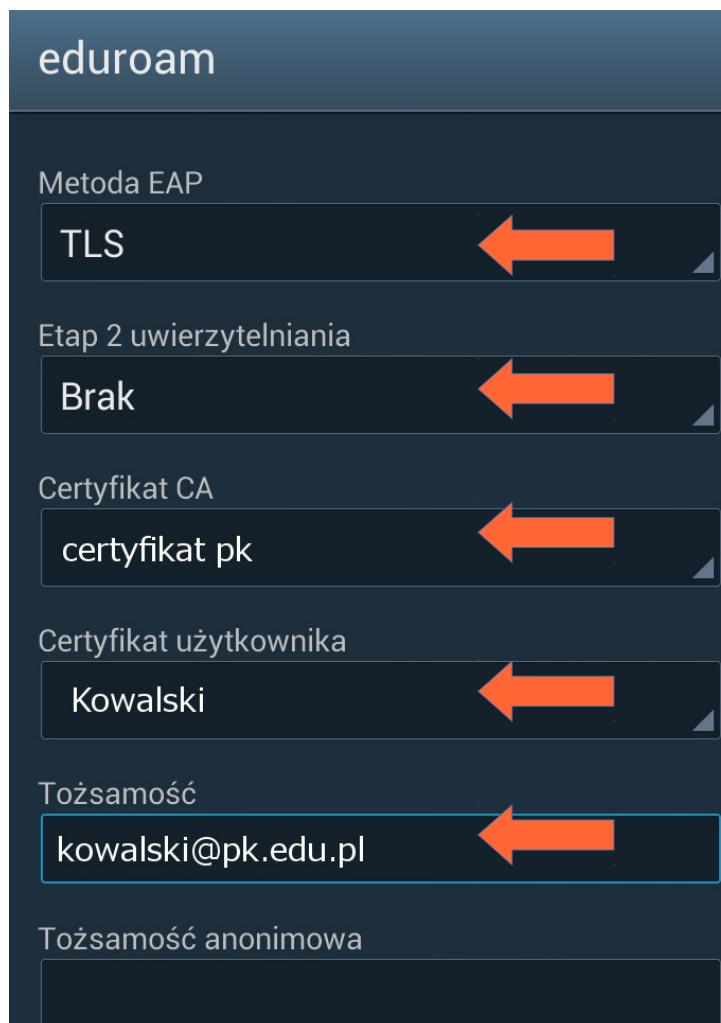 eduroam
Metoda EAP
TLS
Etap 2 uwierzytelniania
Brak
Certyfikat CA
certyfikat pk
Certyfikat użytkownika
Kowalski
Tożsamość
kowalski@pk.edu.pl
Tożsamość anonimowa